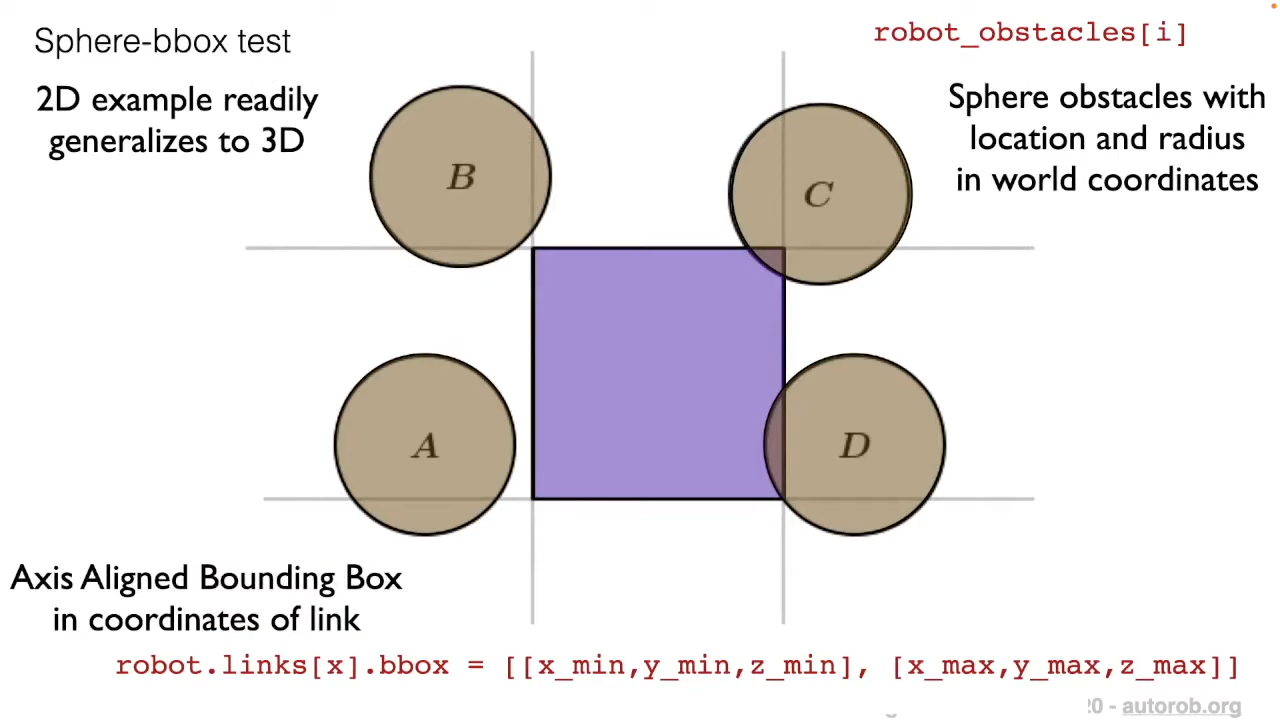 Sphere-bbox test
robot_obstacles[i]
2D example readily
generalizes to 3D
Sphere obstacles with
location and radius
in world coordinates
B
C
A
D
Axis Aligned Bounding Box
in coordinates of link
robot.links[x].bbox = [[x_min,y_min,z_min], [x_max,y_max,z_max]]
20 - autorob.org